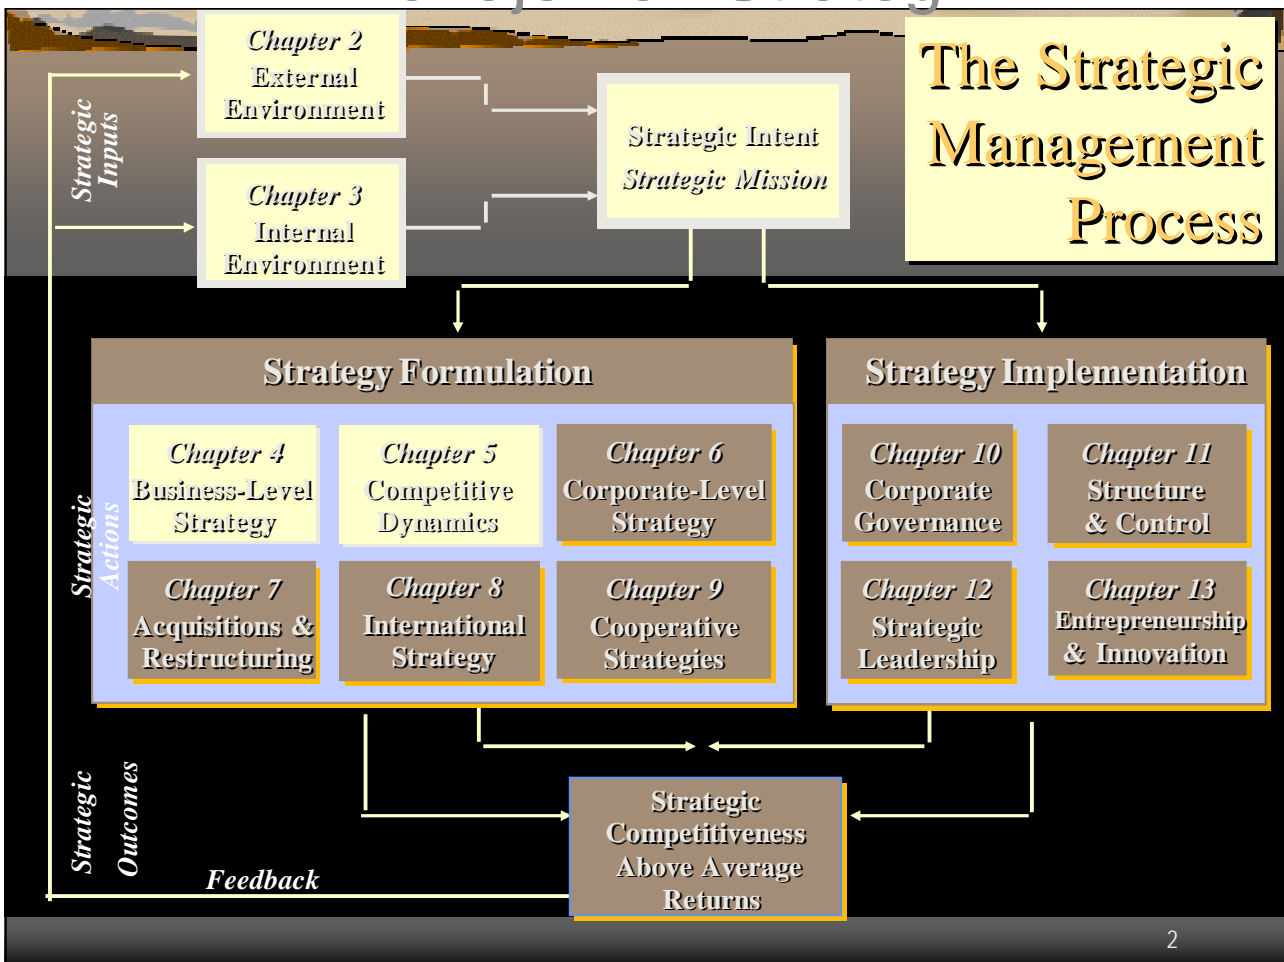 The Strategic
Management
Process
Strategic
Inputs
Chapter 2
External
Environment
Chapter 3
Internal
Environment
Strategic Intent
Strategic Mission
Strategic
Actions
Strategy Formulation
Chapter 4
Business-Level
Strategy
Chapter 5
Competitive
Dynamics
Chapter 6
Corporate-Level
Strategy
Chapter 7
Acquisitions &
Restructuring
Chapter 8
International
Strategy
Chapter 9
Cooperative
Strategies
Strategy Implementation
Chapter 10
Corporate
Governance
Chapter 11
Structure
& Control
Chapter 12
Strategic
Leadership
Chapter 13
Entrepreneurship
& Innovation
Strategic
Outcomes
Strategic
Competitiveness
Above Average
Returns
Feedback
2